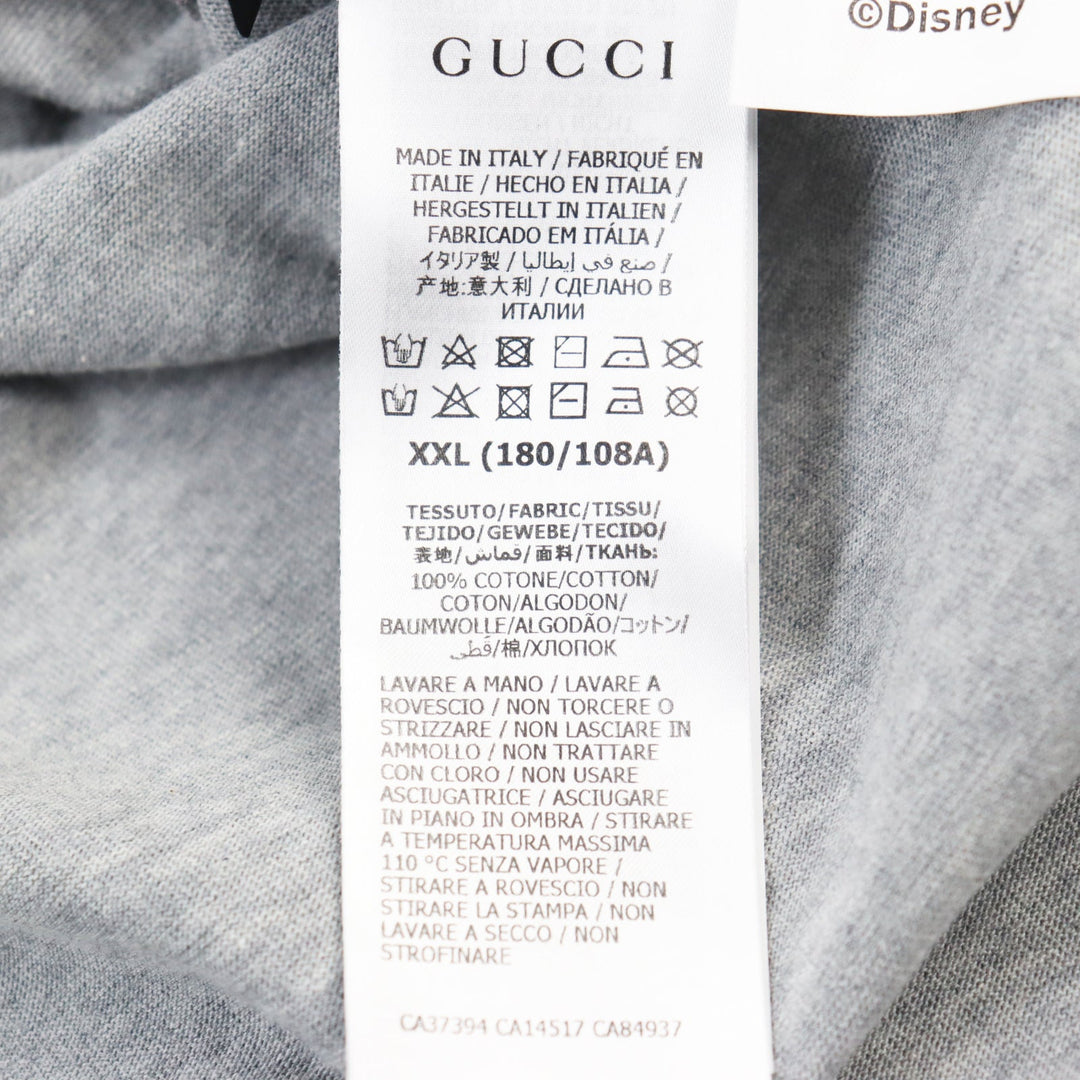 ©Disney
GUCCI
MADE IN ITALY / FABRIQUÉ EN
ITALIE / HECHO EN ITALIA /
HERGESTELLT IN ITALIEN /
FABRICADO EM ITÁLIA /
イタリア製 / صنع في إيطاليا /
产地:意大利 / СДЕЛАНО В
ИТАЛИИ
XXL (180/108A)
TESSUTO/FABRIC/TISSU/
TEJIDO/GEWEBE/TECIDO/
表地/قماش/面料/ТКАНЬ:
100% COTONE/COTTON/
COTON/ALGODON/
BAUMWOLLE/ALGODÃO/コットン/
قطن/棉/ХЛОПОК
LAVARE A MANO / LAVARE A
ROVESCIO / NON TORCERE O
STRIZZARE / NON LASCIARE IN
AMMOLLO / NON TRATTARE
CON CLORO / NON USARE
ASCIUGATRICE / ASCIUGARE
IN PIANO IN OMBRA / STIRARE
A TEMPERATURA MASSIMA
110 °C SENZA VAPORE /
STIRARE A ROVESCIO / NON
STIRARE LA STAMPA / NON
LAVARE A SECCO / NON
STROFINARE
CA37394 CA14517 CA84937